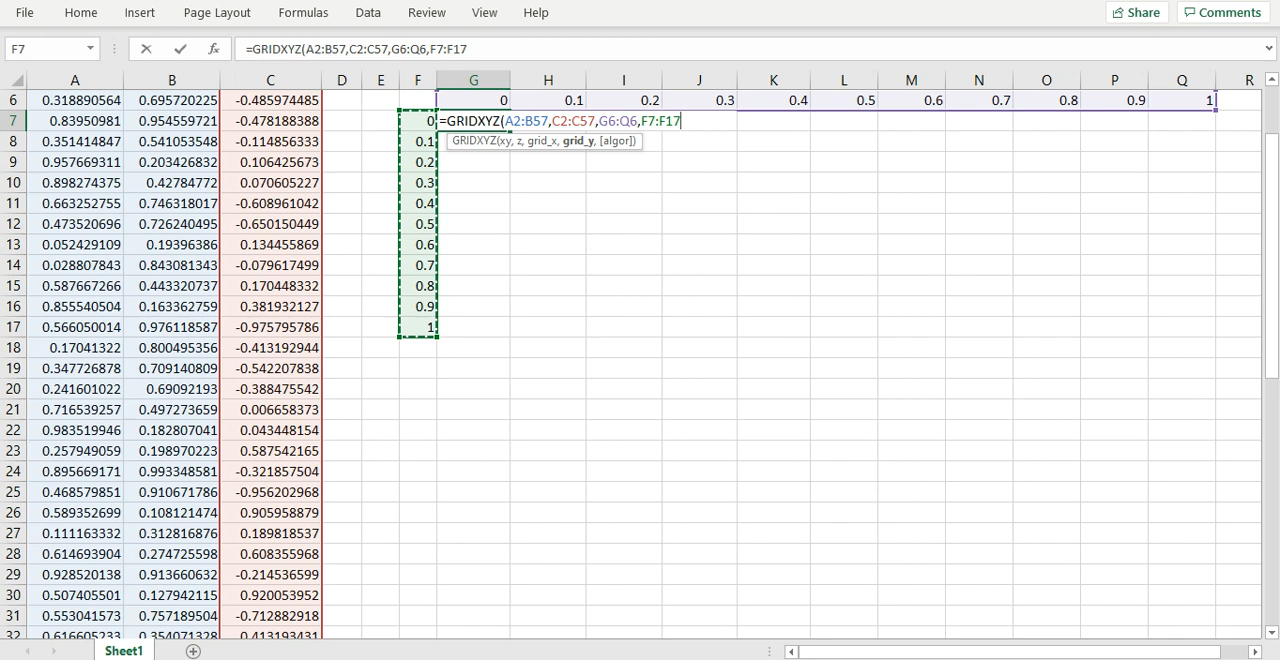 File Home Insert Page Layout Formulas Data Review View Help Share Comments
F7 fx =GRIDXYZ(A2:B57,C2:C57,G6:Q6,F7:F17
A B C D E F G H I J K L M N O P Q R
6 0.318890564 0.695720225 -0.485974485 0 0.1 0.2 0.3 0.4 0.5 0.6 0.7 0.8 0.9 1
7 0.83950981 0.954559721 -0.478188388 0 =GRIDXYZ(A2:B57,C2:C57,G6:Q6,F7:F17
8 0.351414847 0.541053548 -0.114856333 0.1 GRIDXYZ(xy, z, grid_x, grid_y, [algor])
9 0.957669311 0.203426832 0.106425673 0.2
10 0.898274375 0.42784772 0.070605227 0.3
11 0.663252755 0.746318017 -0.608961042 0.4
12 0.473520696 0.726240495 -0.650150449 0.5
13 0.052429109 0.19396386 0.134455869 0.6
14 0.028807843 0.843081343 -0.079617499 0.7
15 0.587667266 0.443320737 0.170448332 0.8
16 0.855540504 0.163362759 0.381932127 0.9
17 0.566050014 0.976118587 -0.975795786 1
18 0.17041322 0.800495356 -0.413192944
19 0.347726878 0.709140809 -0.542207838
20 0.241601022 0.69092193 -0.388475542
21 0.716539257 0.497273659 0.006658373
22 0.983519946 0.182807041 0.043448154
23 0.257949059 0.198970223 0.587542165
24 0.895669171 0.993348581 -0.321857504
25 0.468579851 0.910671786 -0.956202968
26 0.589352699 0.108121474 0.905958879
27 0.111163332 0.312816876 0.189818537
28 0.614693904 0.274725598 0.608355968
29 0.928520138 0.913660632 -0.214536599
30 0.507405501 0.127942115 0.920053952
31 0.553041573 0.757189504 -0.712882918
32 0.616605233 0.354071328 0.413193431
Sheet1